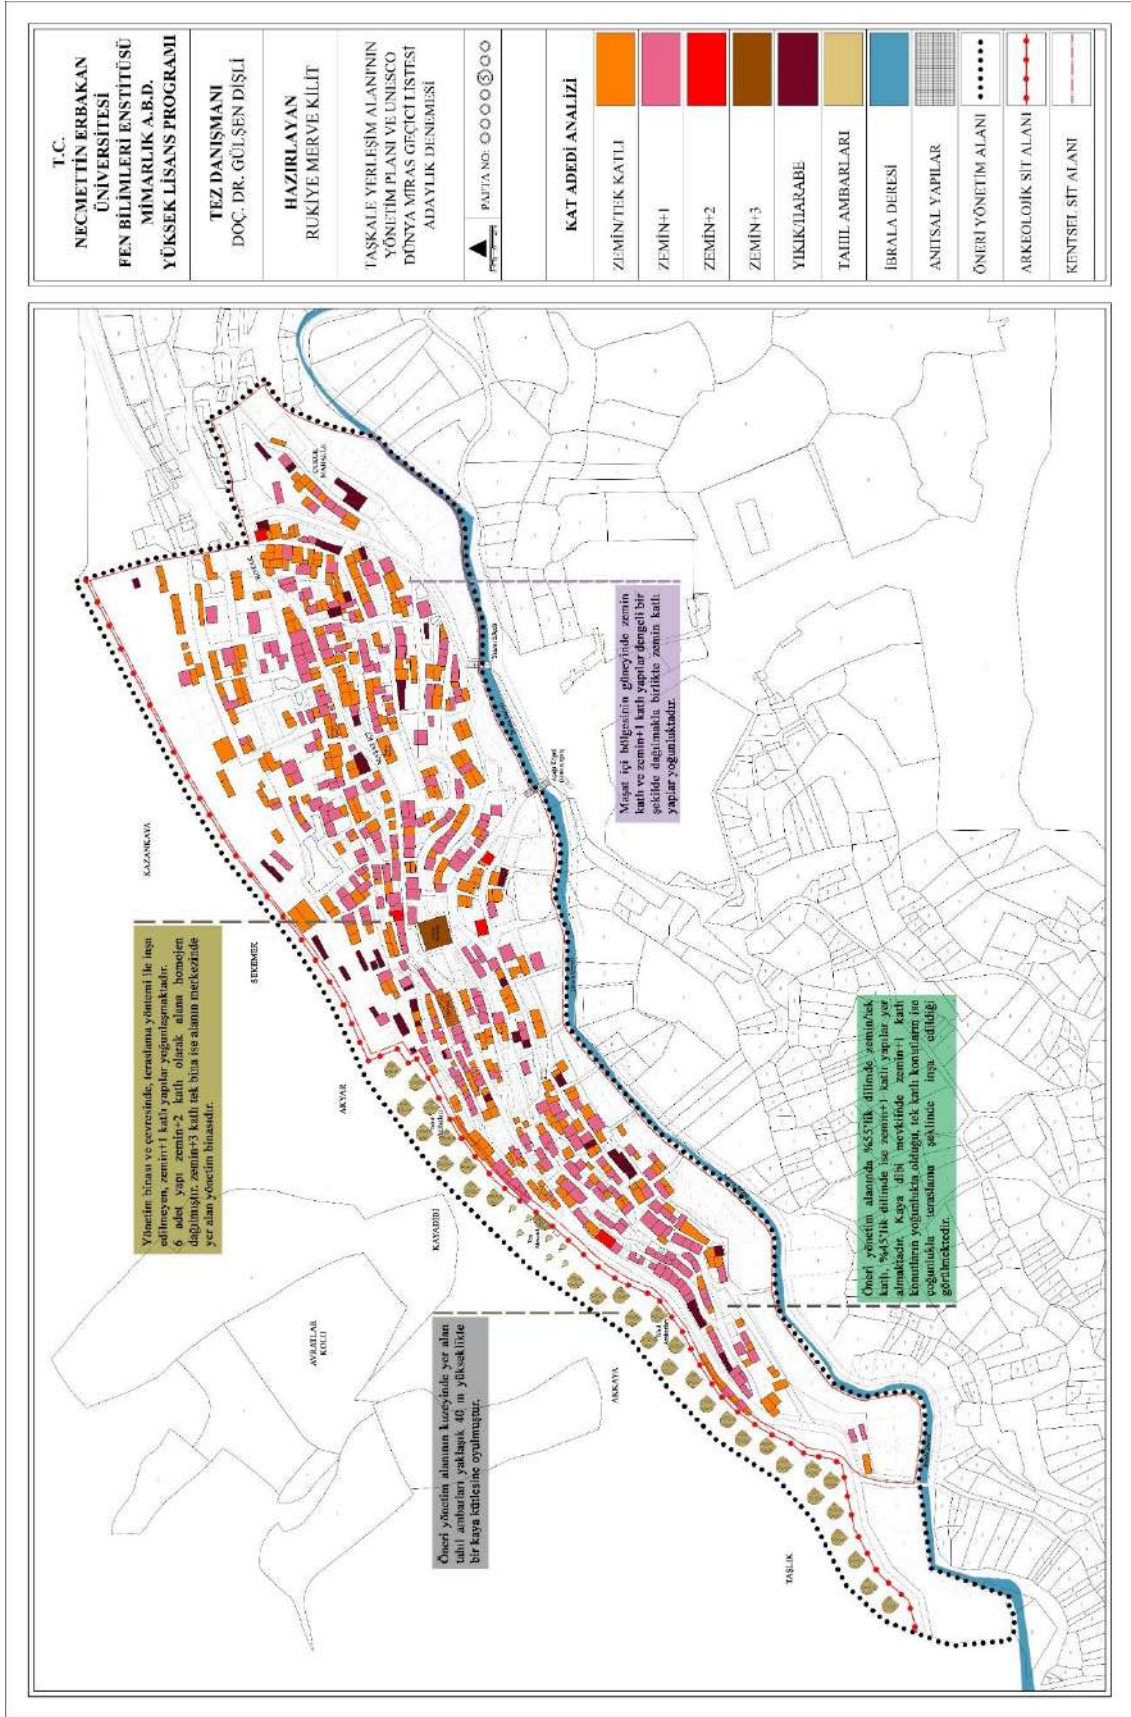 T.C.
NECMETTİN ERBAKAN
ÜNİVERSİTESİ
FEN BİLİMLERİ ENSTİTÜSÜ
MİMARLIK A.B.D.
YÜKSEK LİSANS PROGRAMI
TEZ DANIŞMANI
DOÇ. DR. GÜLŞEN DİŞLİ
HAZIRLAYAN
RUKİYE MERVE KİLİT
TAŞKALE YERLEŞİM ALANI'NIN
YÖNETİM PLANI VE UNESCO
DÜNYA MİRAS GEÇİCİ LİSTESİ
ADAYLIK DENEMESİ
PAFTA NO: 5
KAT ADEDİ ANALİZİ
ZEMİN/TEK KATLI
ZEMİN+1
ZEMİN+2
ZEMİN+3
YIKIK/HARABE
TAHIL AMBARLARI
İBRALA DERESİ
ANITSAL YAPILAR
ÖNERİ YÖNETİM ALANI
ARKEOLOJİK SİT ALANI
KENTSEL SİT ALANI
Yönetim binası ve çevresinde, teraslama yöntemi ile inşa
edilmeyen, zemin+1 katlı yapılar yoğunlaşmaktadır.
6 adet yapı zemin+2 katlı olarak alana homojen
dağılmıştır. zemin+3 katlı tek bina ise alanın merkezinde
yer alan yönetim binasıdır.
Öneri yönetim alanının kuzeyinde yer alan
tahıl ambarları yaklaşık 40 m yükseklikte
bir kaya kütlesine oyulmuştur.
Maşat içi bölgesinin güneyinde zemin
katlı ve zemin+1 katlı yapılar dengeli bir
şekilde dağılmakla birlikte zemin katlı
yapılar yoğunluktadır.
Öneri yönetim alanında %55'lik dilimde zemin/tek
katlı, %45'lik dilimde ise zemin+1 katlı yapılar yer
almaktadır. Kaya dibi mevkiinde zemin+1 katlı
konutların yoğunlukta olduğu, tek katlı konutların ise
çoğunlukla teraslama şeklinde inşa edildiği
görülmektedir.
KAZANKAYA
SEKEMEK
AKYAR
KAYADİBİ
AVRATLAR
KOLU
AKKAYA
TAŞLIK
MAHALLE